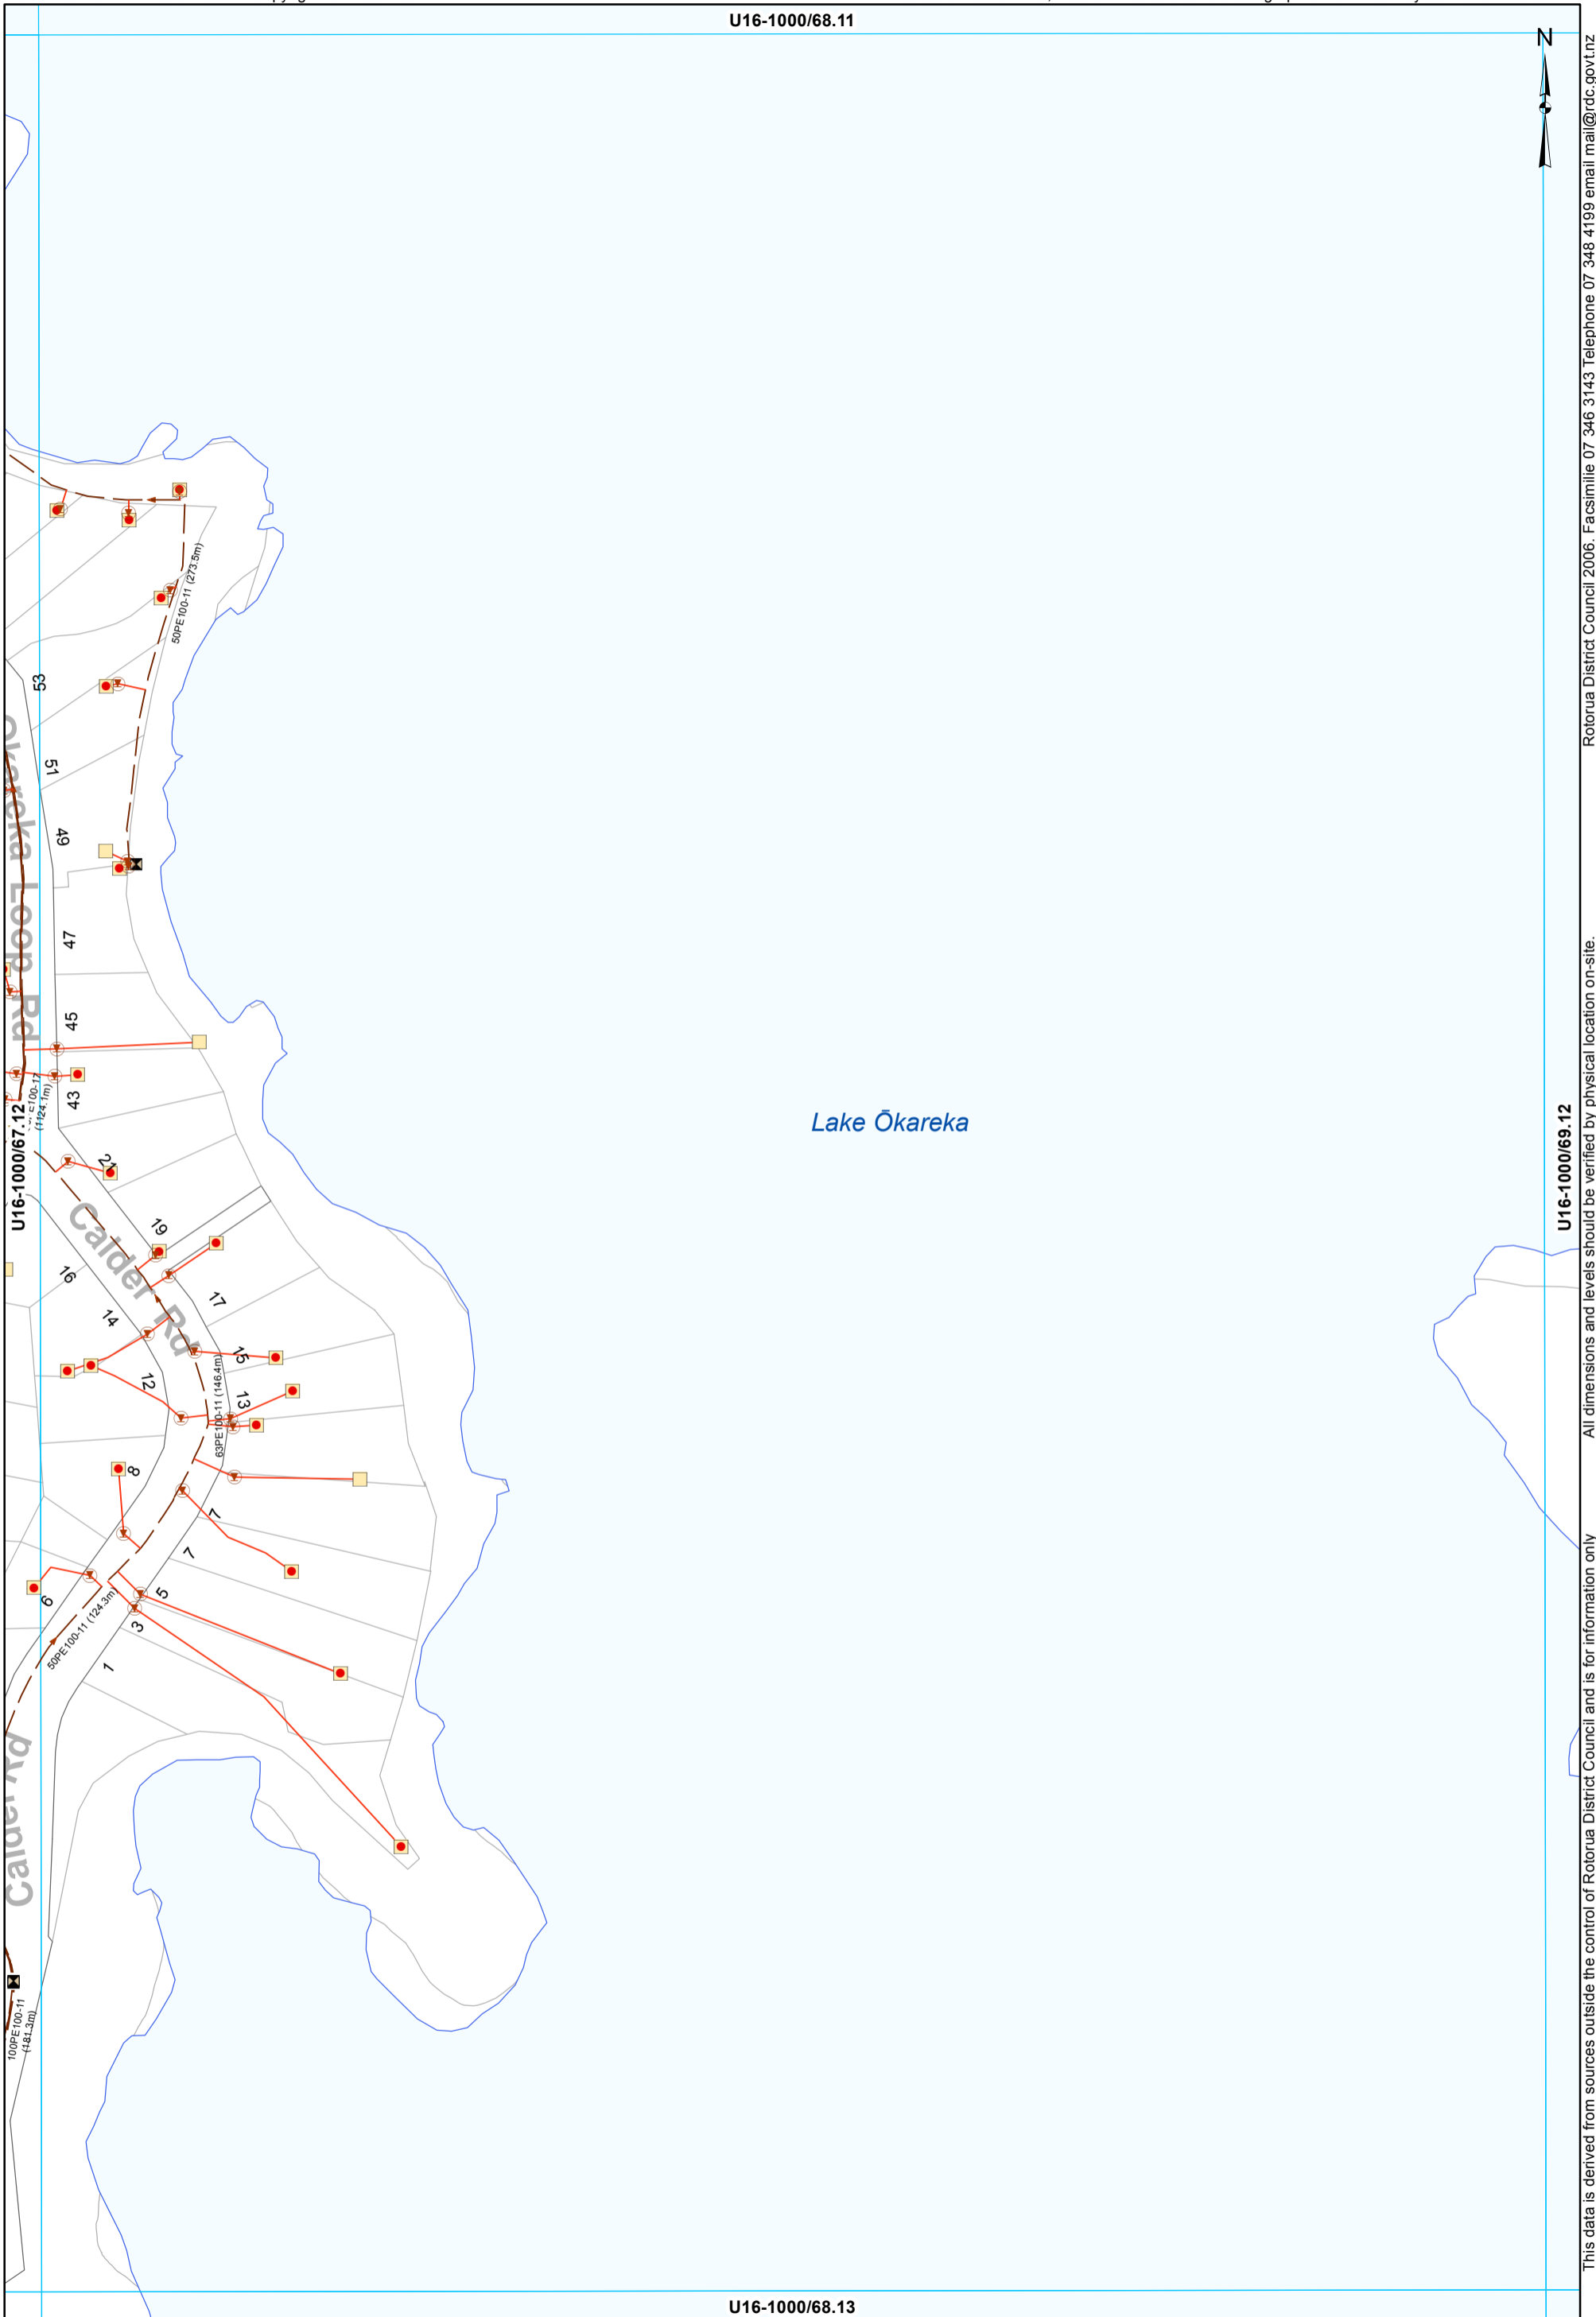 U16-1000/68.11
N
Rotorua District Council 2006. Facsimilie 07 346 3143 Telephone 07 348 4199 email mail@rdc.govt.nz
50PE100-11 (273.5m)
53
51
49
47
45
43
Okareka Loop Rd
(1124.1m)
U16-1000/67.12
Lake Ōkareka
U16-1000/69.12
All dimensions and levels should be verified by physical location on-site.
21
19
Calder Rd
16
17
14
15
12
13
63PE100-11 (146.4m)
8
7
7
5
6
3
50PE100-11 (124.3m)
1
Calder Rd
100PE100-11
(181.3m)
This data is derived from sources outside the control of Rotorua District Council and is for information only
U16-1000/68.13